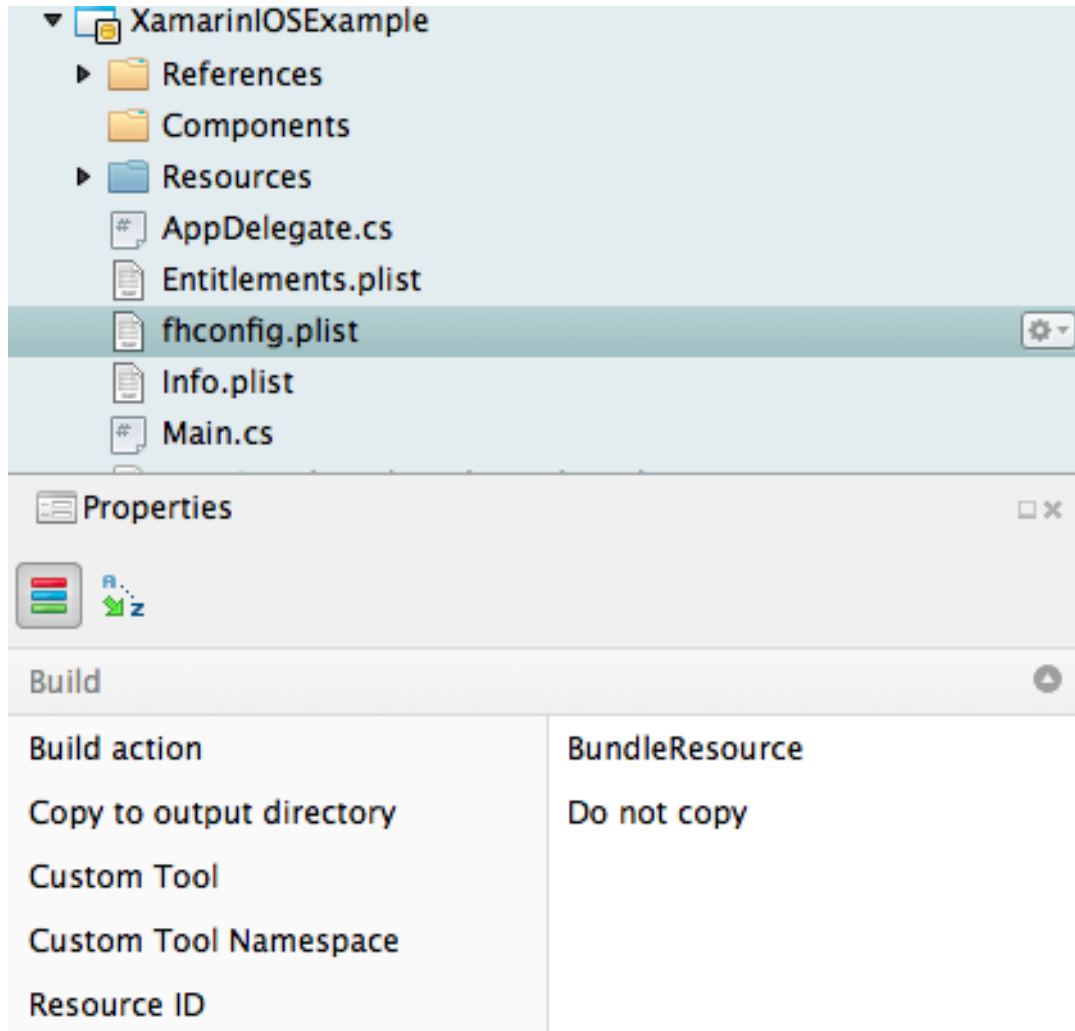 XamarinIOSExample
References
Components
Resources
AppDelegate.cs
Entitlements.plist
fhconfig.plist
Info.plist
Main.cs
Properties
Build
Build action BundleResource
Copy to output directory Do not copy
Custom Tool
Custom Tool Namespace
Resource ID